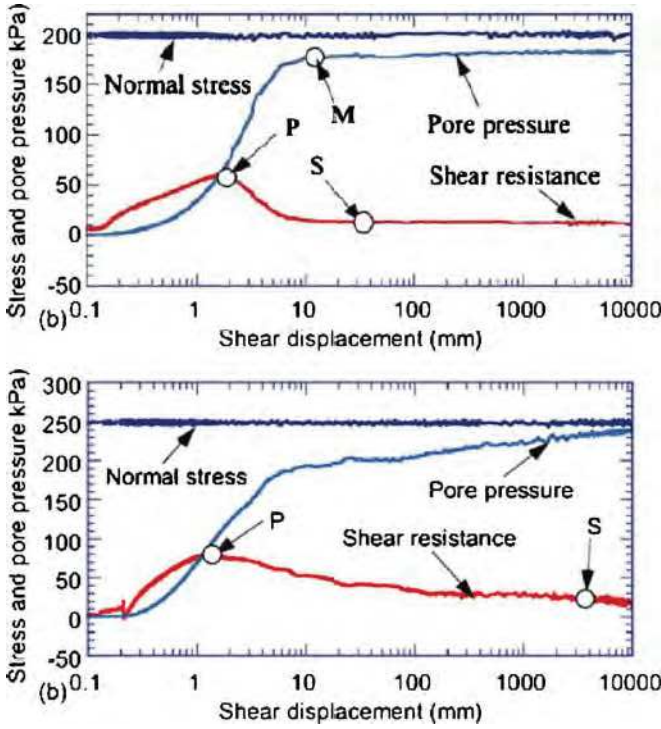 Stress and pore pressure kPa)
200
150
100
50
0
-50
Normal stress
M
P
Pore pressure
S
Shear resistance
0.1 1 10 100 1000 10000
(b)
Shear displacement (mm)
Stress and pore pressure kPa)
300
250
200
150
100
50
0
-50
Normal stress
Pore pressure
P
Shear resistance
S
0.1 1 10 100 1000 10000
(b)
Shear displacement (mm)